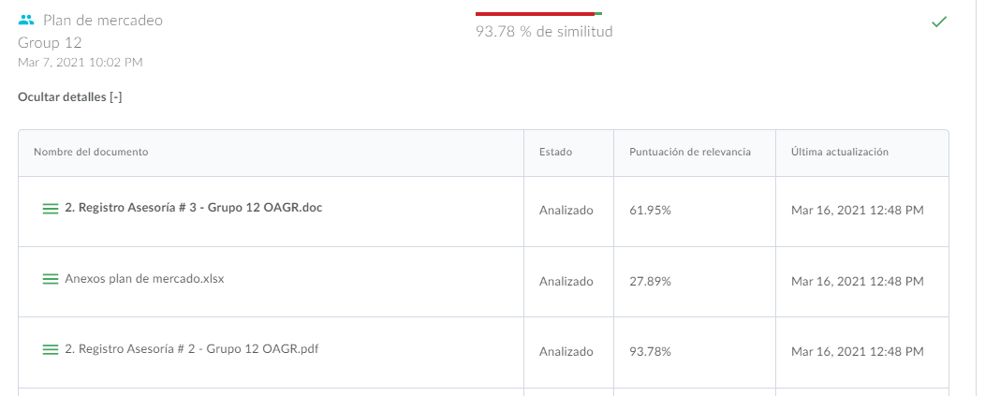 Plan de mercadeo
Group 12
Mar 7, 2021 10:02 PM
93.78 % de similitud
Ocultar detalles [-]
Nombre del documento Estado Puntuación de relevancia Última actualización
2. Registro Asesoría # 3 - Grupo 12 OAGR.doc Analizado 61.95% Mar 16, 2021 12:48 PM
Anexos plan de mercado.xlsx Analizado 27.89% Mar 16, 2021 12:48 PM
2. Registro Asesoría # 2 - Grupo 12 OAGR.pdf Analizado 93.78% Mar 16, 2021 12:48 PM